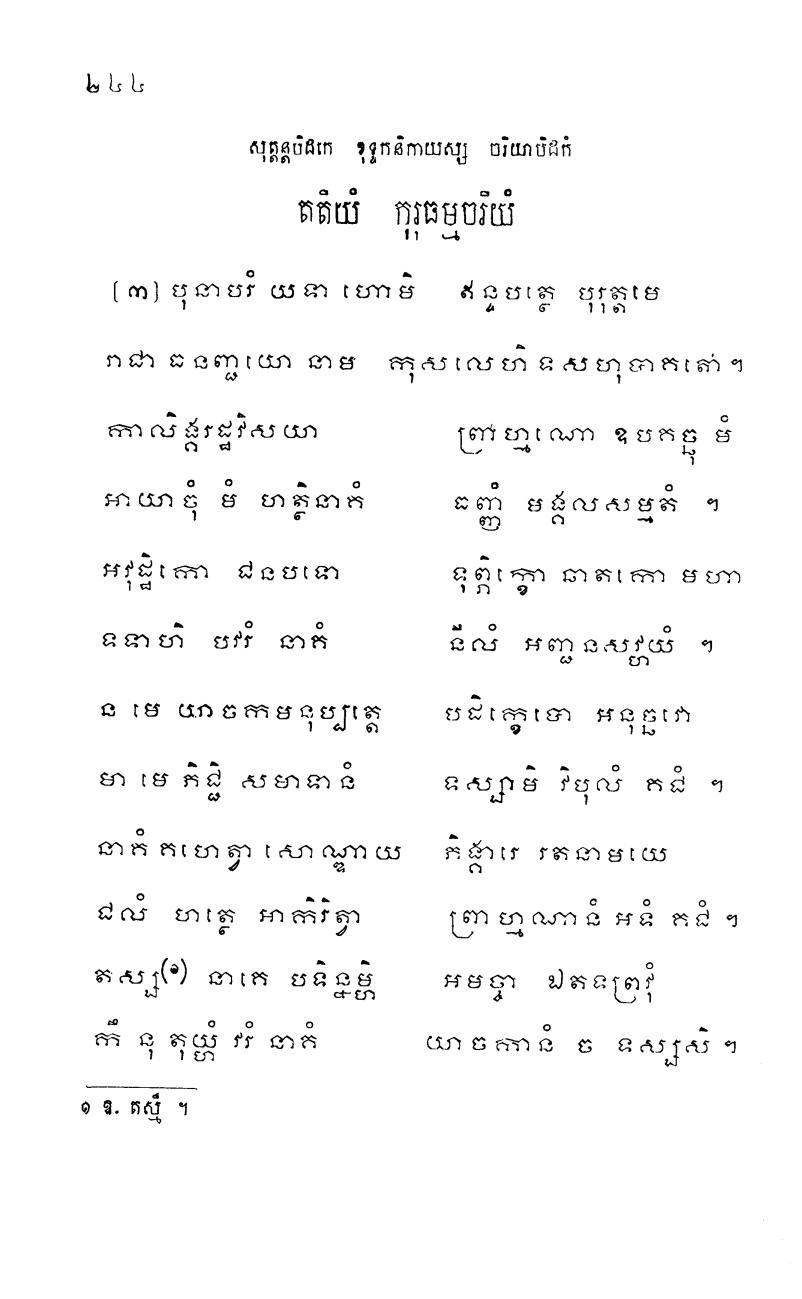 ២៤៤
សុត្តន្តបិដកេ ខុទ្ទកនិកាយស្ស ចរិយាបិដកំ
តតិយំ កុរុធម្មចរិយំ
(៣) បុនាបរំ យទា ហោមិ ឥន្ទបត្ថេ បុរុត្តមេ
រាជា ធនញ្ជយោ នាម កុសលេហិទសហុបាគតោ។
កាលិង្គរដ្ឋវិសយា ព្រាហ្មណោ ឧបគច្ឆុ មំ
អាយាចុំ មំ ហត្ថិនាគំ ធញ្ញំ មង្គលសម្មតំ ។
អវុដ្ឋិកោ ជនបទោ ទុព្ភិក្ខោ ឆាតកោ មហា
ទទាហិ បវរំ នាគំ នីលំ អញ្ជនសវ្ហយំ ។
ន មេ យាចកមនុប្បត្តេ បដិក្ខេបោ អនុច្ឆវោ
មា មេ ភិជ្ជិ សមាទានំ ទស្សាមិ វិបុលំ គជំ ។
នាគំ គហេត្វា សោណ្ឌាយ ភិង្គារេ រតនាមយេ
ជលំ ហត្ថេ អាកិរិត្វា ព្រាហ្មណានំ អទំ គជំ ។
តស្ស(១) នាគេ បទិន្នម្ហិ អមច្ចា ឯតទព្រវុំ
កឹ នុ តុយ្ហំ វរំ នាគំ យាចកានំ ច ទស្សសិ ។
១ ឱ. តស្មឹ ។